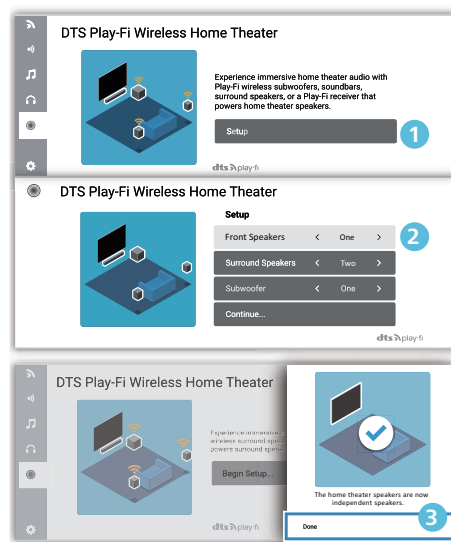 DTS Play-Fi Wireless Home Theater
Experience immersive home theater audio with
Play-Fi wireless subwoofers, soundbars,
surround speakers, or a Play-Fi receiver that
powers home theater speakers.
Setup
1
dts play-fi
DTS Play-Fi Wireless Home Theater
Setup
Front Speakers < One >
2
Surround Speakers < Two >
Subwoofer < One >
Continue...
dts play-fi
DTS Play-Fi Wireless Home Theater
Experience immersive
wireless surround spe
powers surround spea
Begin Setup...
dts play-fi
The home theater speakers are now
independent speakers.
Done
3